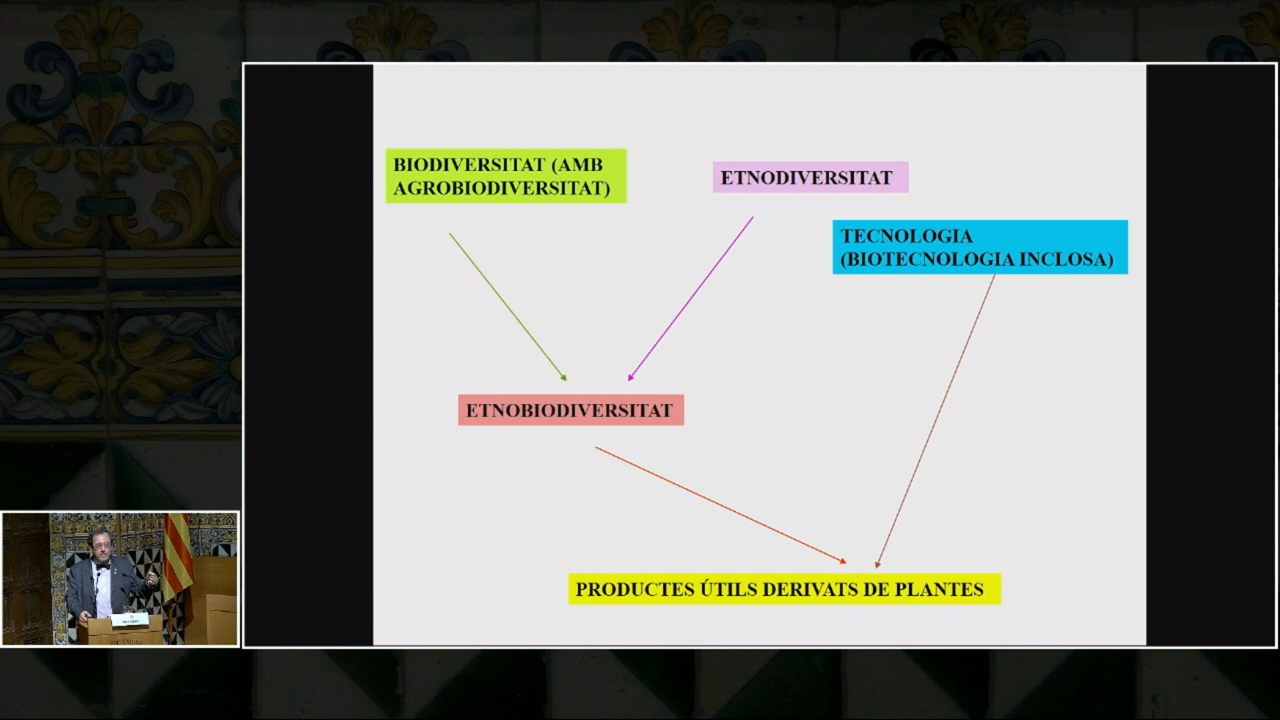 BIODIVERSITAT (AMB
AGROBIODIVERSITAT)
ETNODIVERSITAT
TECNOLOGIA
(BIOTECNOLOGIA INCLOSA)
ETNOBIODIVERSITAT
PRODUCTES ÚTILS DERIVATS DE PLANTES